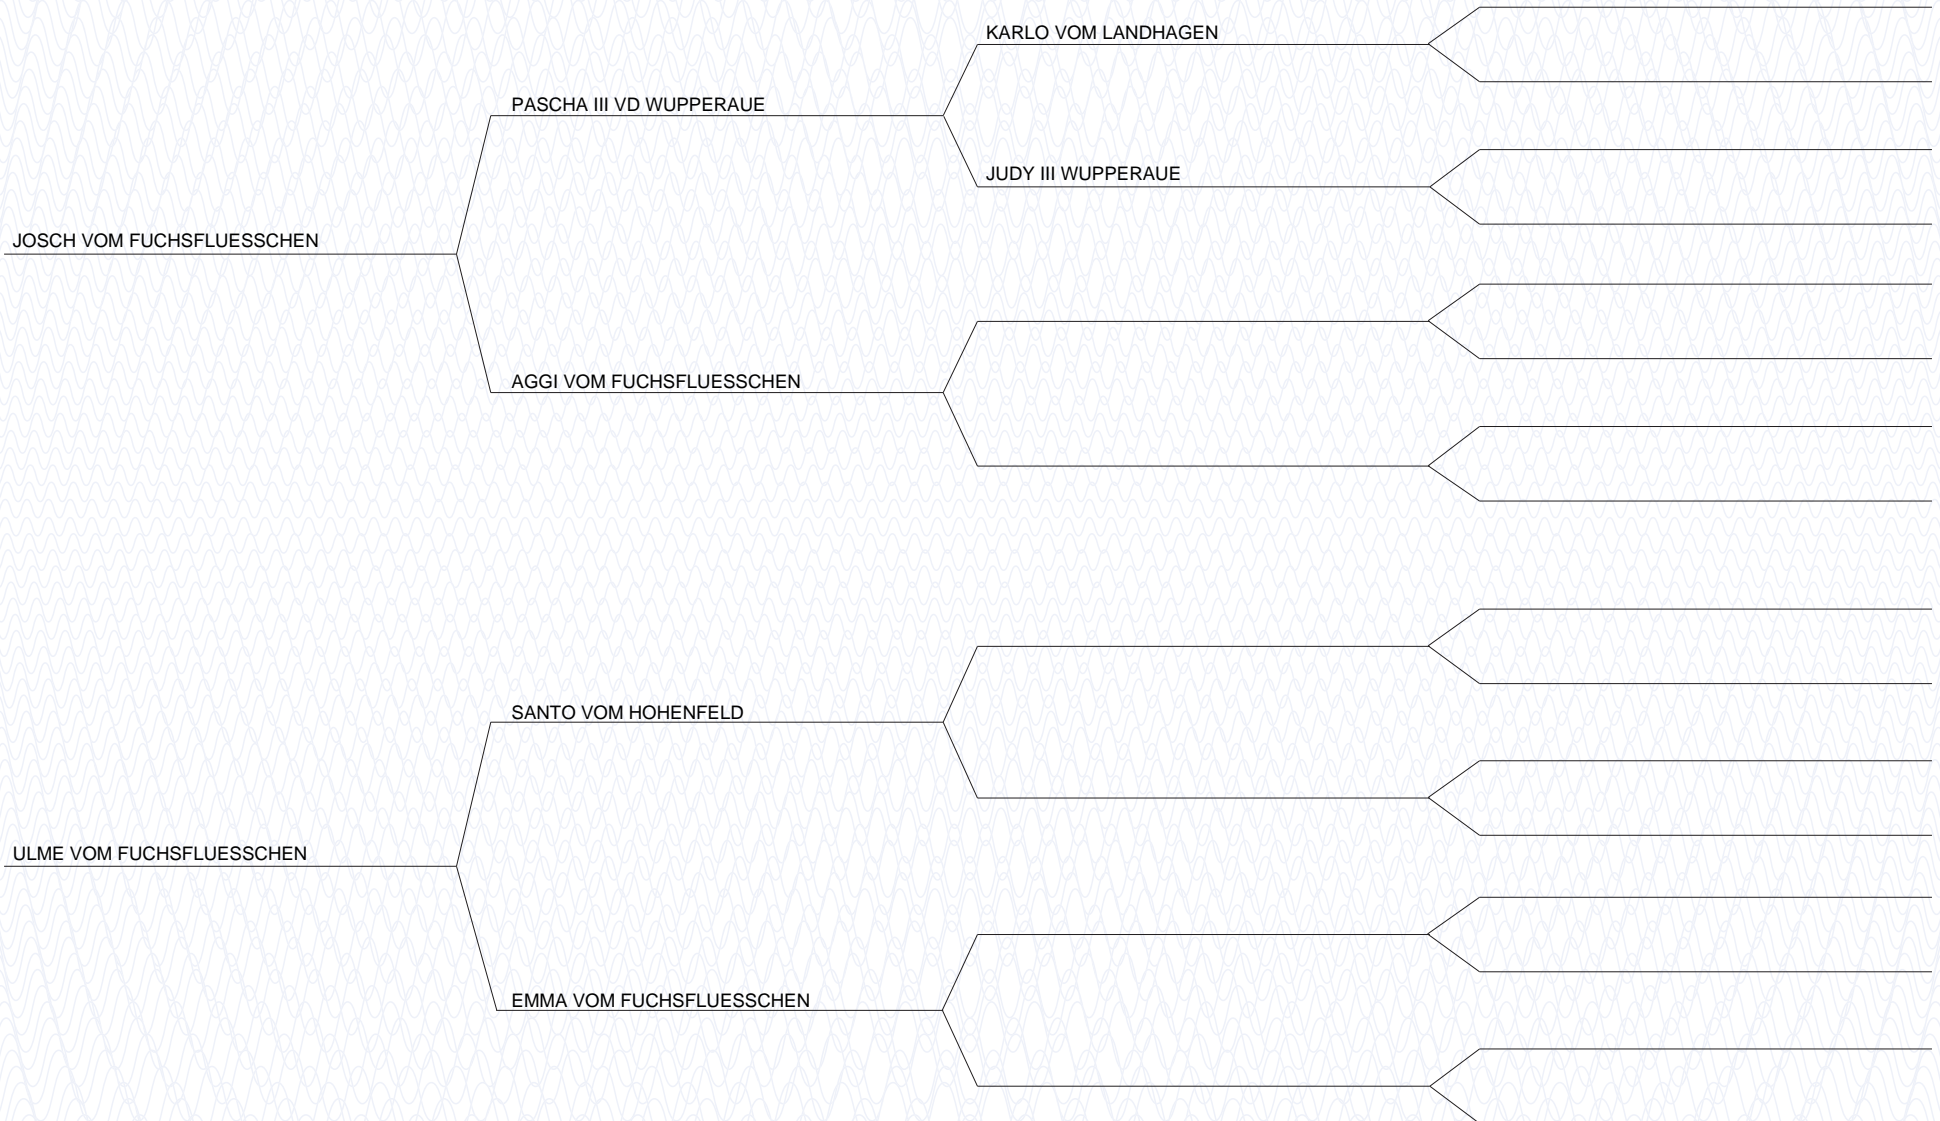 KARLO VOM LANDHAGEN
PASCHA III VD WUPPERAUE
JUDY III WUPPERAUE
JOSCH VOM FUCHSFLUESSCHEN
AGGI VOM FUCHSFLUESSCHEN
SANTO VOM HOHENFELD
ULME VOM FUCHSFLUESSCHEN
EMMA VOM FUCHSFLUESSCHEN